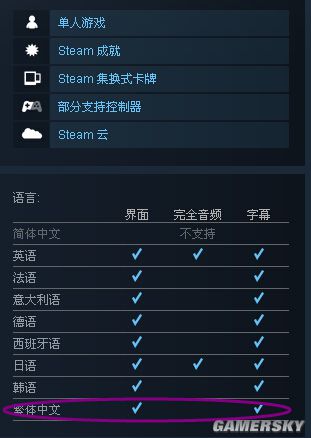 单人游戏
Steam 成就
Steam 集换式卡牌
部分支持控制器
Steam 云
语言:
界面 完全音频 字幕
简体中文 不支持
英语 ✔ ✔ ✔
法语 ✔ ✔
意大利语 ✔ ✔
德语 ✔ ✔
西班牙语 ✔ ✔
日语 ✔ ✔ ✔
韩语 ✔ ✔
繁体中文 ✔ ✔
GAMERSKY